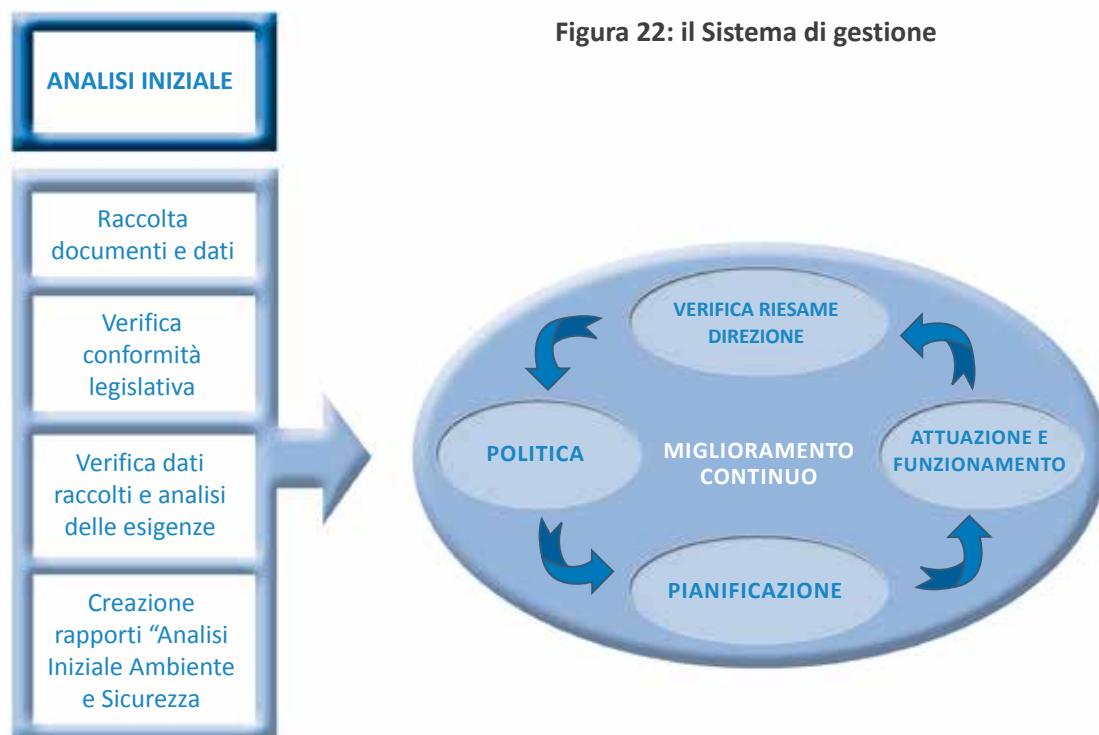 Figura 22: il Sistema di gestione
ANALISI INIZIALE
Raccolta
documenti e dati
Verifica
conformità
legislativa
Verifica dati
raccolti e analisi
delle esigenze
Creazione
rapporti “Analisi
Iniziale Ambiente
e Sicurezza
VERIFICA RIESAME
DIREZIONE
POLITICA
MIGLIORAMENTO
CONTINUO
ATTUAZIONE E
FUNZIONAMENTO
PIANIFICAZIONE